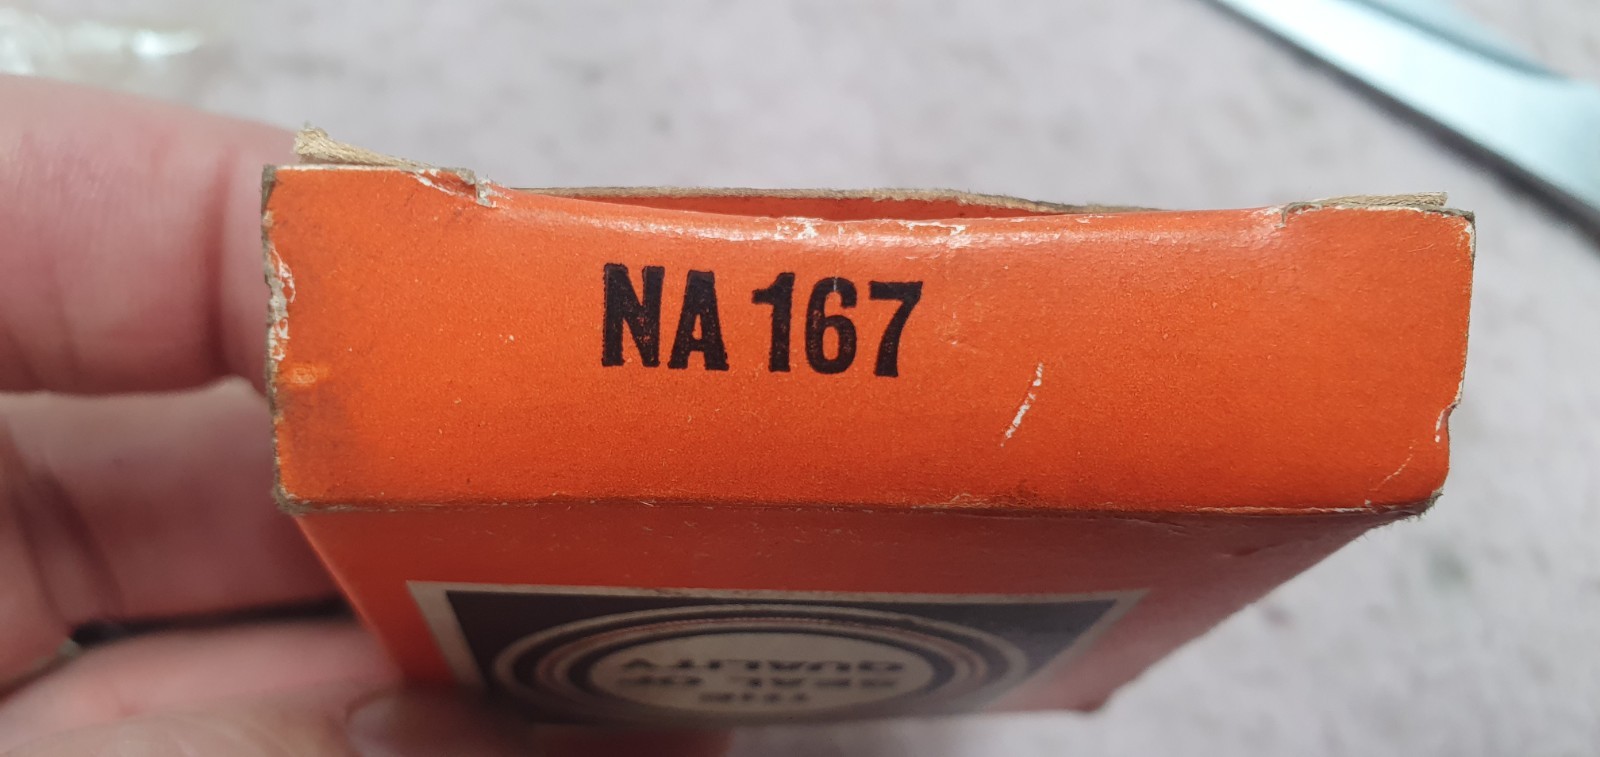 NA 167
THE
SEAL OF
QUALITY